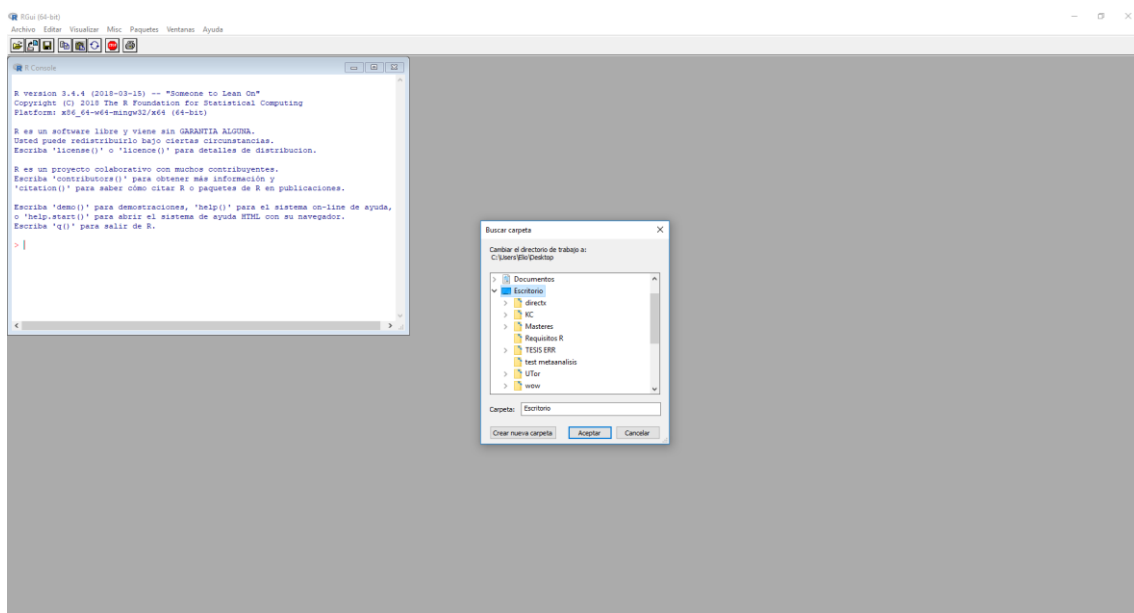 RGui (64-bit)
Archivo Editar Visualizar Misc Paquetes Ventanas Ayuda
STOP
R Console
R version 3.4.4 (2018-03-15) -- "Someone to Lean On"
Copyright (C) 2018 The R Foundation for Statistical Computing
Platform: x86_64-w64-mingw32/x64 (64-bit)
R es un software libre y viene sin GARANTIA ALGUNA.
Usted puede redistribuirlo bajo ciertas circunstancias.
Escriba 'license()' o 'licence()' para detalles de distribucion.
R es un proyecto colaborativo con muchos contribuyentes.
Escriba 'contributors()' para obtener más información y
'citation()' para saber cómo citar R o paquetes de R en publicaciones.
Escriba 'demo()' para demostraciones, 'help()' para el sistema on-line de ayuda,
o 'help.start()' para abrir el sistema de ayuda HTML con su navegador.
Escriba 'q()' para salir de R.
>
Buscar carpeta
Cambiar el directorio de trabajo a:
C:\Users\Elio\Desktop
Documentos
Escritorio
directx
KC
Masteres
Requisitos R
TESIS ERR
test metaanalisis
UTor
wow
Carpeta: Escritorio
Crear nueva carpeta Aceptar Cancelar